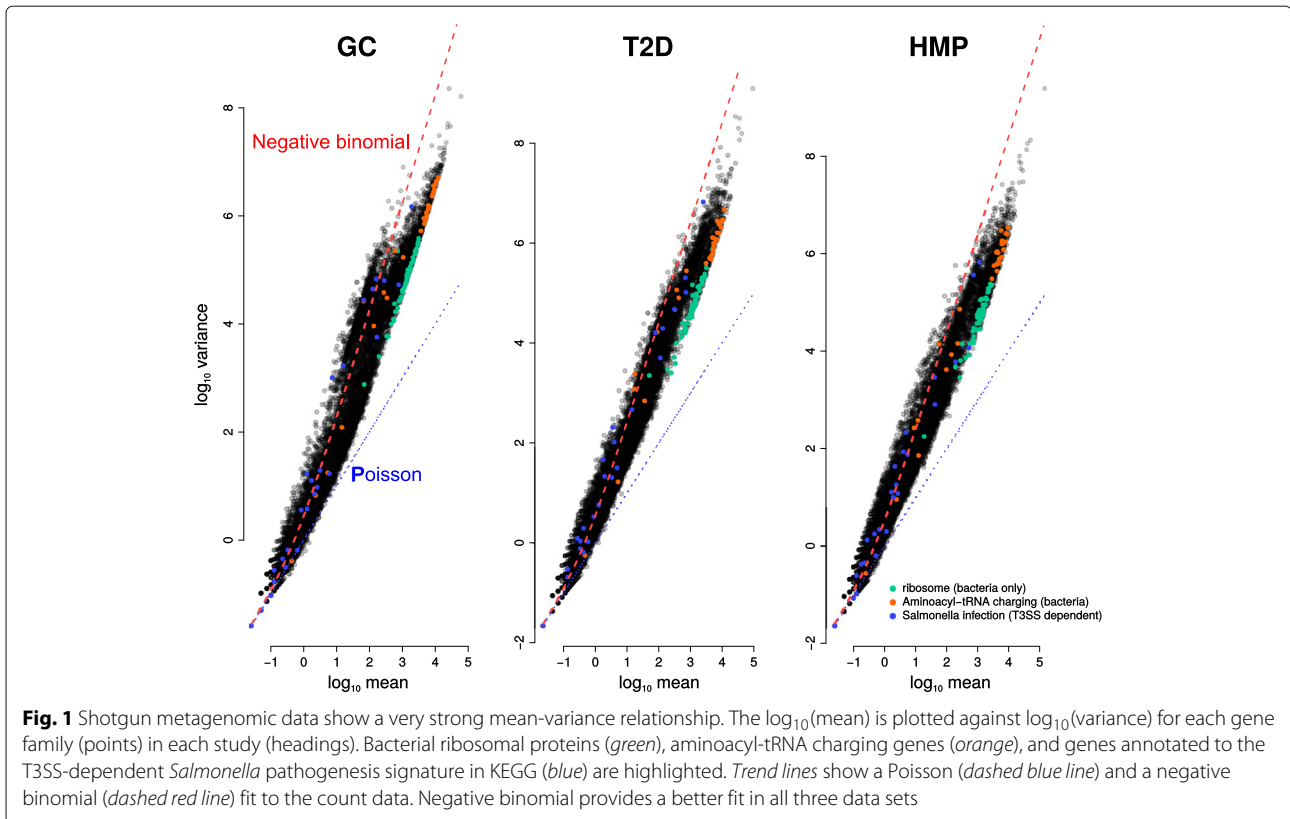 GC
T2D
HMP
Negative binomial
Poisson
log10 variance
8
6
4
2
0
8
6
4
2
0
−2
8
6
4
2
0
−2
ribosome (bacteria only)
Aminoacyl−tRNA charging (bacteria)
Salmonella infection (T3SS dependent)
−1 0 1 2 3 4 5
−1 0 1 2 3 4 5
−1 0 1 2 3 4 5
log10 mean
log10 mean
log10 mean
Fig. 1 Shotgun metagenomic data show a very strong mean-variance relationship. The log10(mean) is plotted against log10(variance) for each gene
family (points) in each study (headings). Bacterial ribosomal proteins (green), aminoacyl-tRNA charging genes (orange), and genes annotated to the
T3SS-dependent Salmonella pathogenesis signature in KEGG (blue) are highlighted. Trend lines show a Poisson (dashed blue line) and a negative
binomial (dashed red line) fit to the count data. Negative binomial provides a better fit in all three data sets